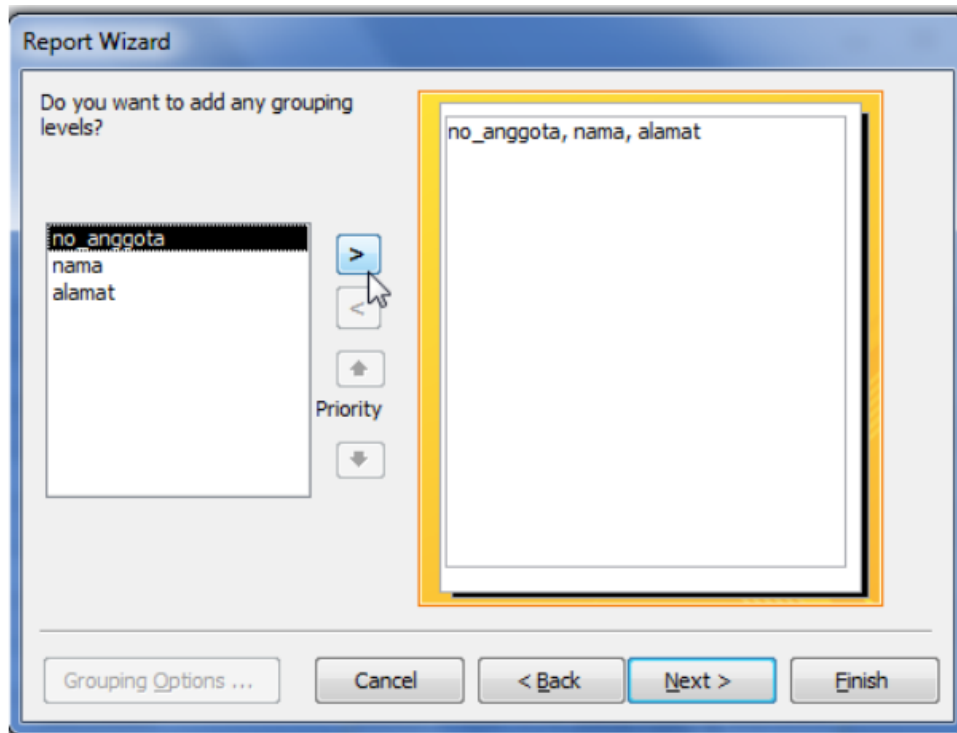 Report Wizard
Do you want to add any grouping
levels?
no_anggota, nama, alamat
no_anggota
nama
alamat
>
<
Priority
Grouping Options ...
Cancel
< Back
Next >
Finish